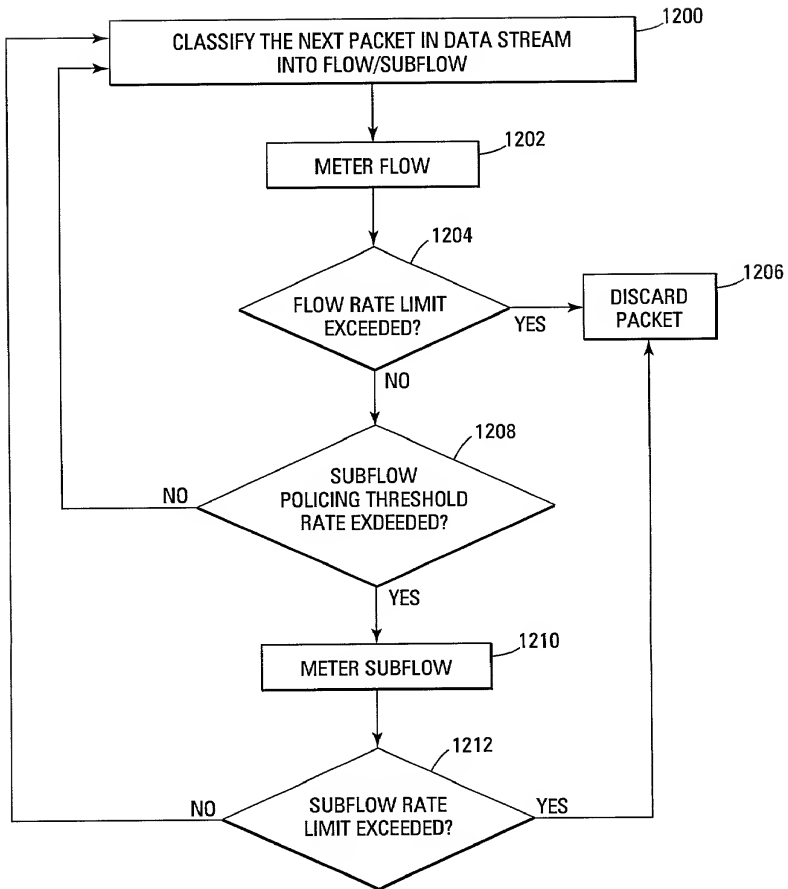 1200
CLASSIFY THE NEXT PACKET IN DATA STREAM
INTO FLOW/SUBFLOW
1202
METER FLOW
1204
FLOW RATE LIMIT
EXCEEDED?
YES
1206
DISCARD
PACKET
NO
1208
SUBFLOW
POLICING THRESHOLD
RATE EXDEEDED?
NO
YES
1210
METER SUBFLOW
1212
SUBFLOW RATE
LIMIT EXCEEDED?
NO
YES